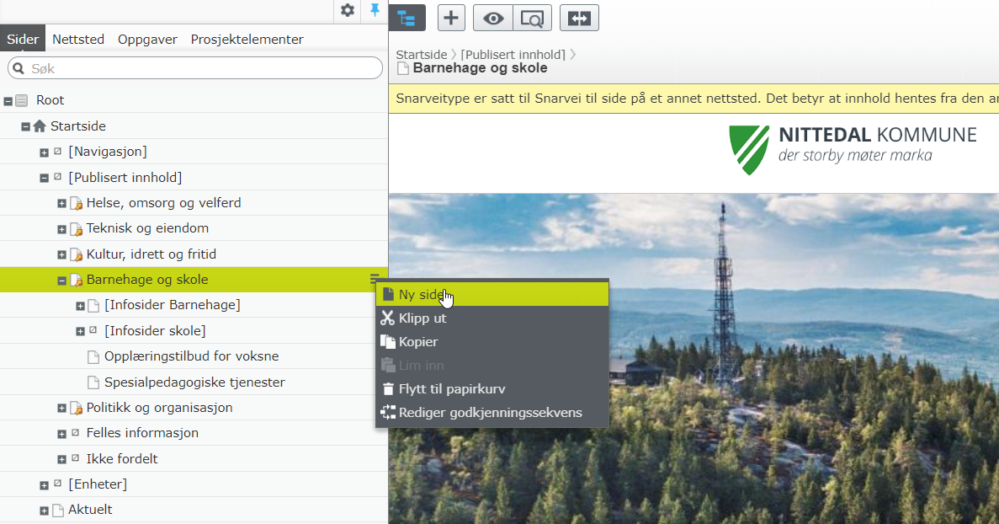 Sider Nettsted Oppgaver Prosjektelementer
Søk
Root
Startside
[Navigasjon]
[Publisert innhold]
Helse, omsorg og velferd
Teknisk og eiendom
Kultur, idrett og fritid
Barnehage og skole
[Infosider Barnehage]
[Infosider skole]
Opplæringstilbud for voksne
Spesialpedagogiske tjenester
Politikk og organisasjon
Felles informasjon
Ikke fordelt
[Enheter]
Aktuelt
Ny side
Klipp ut
Kopier
Lim inn
Flytt til papirkurv
Rediger godkjenningssekvens
Startside > [Publisert innhold] >
Barnehage og skole
Snarveitype er satt til Snarvei til side på et annet nettsted. Det betyr at innhold hentes fra den
NITTEDAL KOMMUNE
der storby møter marka